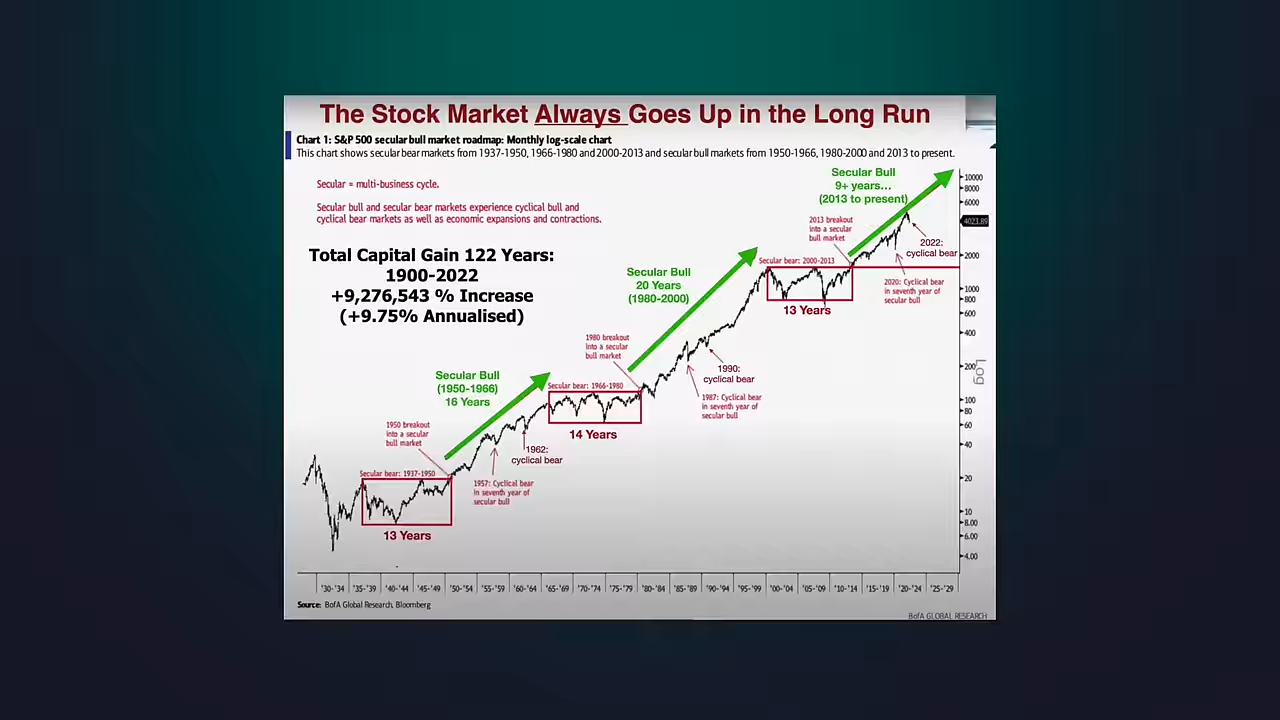 The Stock Market Always Goes Up in the Long Run
Chart 1: S&P 500 secular bull market roadmap: Monthly log-scale chart
This chart shows secular bear markets from 1937-1950, 1966-1980 and 2000-2013 and secular bull markets from 1950-1966, 1980-2000 and 2013 to present.
Secular = multi-business cycle.
Secular bull and secular bear markets experience cyclical bull and
cyclical bear markets as well as economic expansions and contractions.
Total Capital Gain 122 Years:
1900-2022
+9,276,543 % Increase
(+9.75% Annualised)
Secular Bull
9+ years...
(2013 to present)
2013 breakout
into a secular
bull market
2022:
cyclical bear
Secular bear: 2000-2013
13 Years
2020: Cyclical bear
in seventh year of
secular bull
Secular Bull
20 Years
(1980-2000)
1980 breakout
into a secular
bull market
1990:
cyclical bear
1987: Cyclical bear
in seventh year of
secular bull
Secular Bull
(1950-1966)
16 Years
Secular bear: 1966-1980
14 Years
1950 breakout
into a secular
bull market
1962:
cyclical bear
1957: Cyclical bear
in seventh year of
secular bull
Secular bear: 1937-1950
13 Years
10000
8000
6000
4023.89
2000
1000
800
600
400
200
Log
100
80
60
40
20
10
8.00
6.00
4.00
'30-'34 '35-'39 '40-'44 '45-'49 '50-'54 '55-'59 '60-'64 '65-'69 '70-'74 '75-'79 '80-'84 '85-'89 '90-'94 '95-'99 '00-'04 '05-'09 '10-'14 '15-'19 '20-'24 '25-'29
Source: BofA Global Research, Bloomberg
BofA GLOBAL RESEARCH